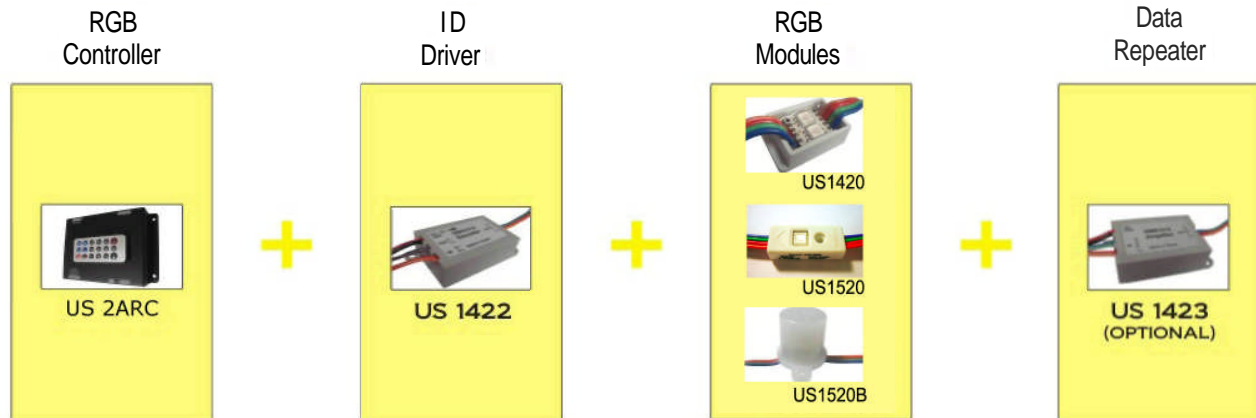 RGB
Controller
ID
Driver
RGB
Modules
Data
Repeater
US 2ARC
US 1422
US1420
US1520
US1520B
US 1423
(OPTIONAL)